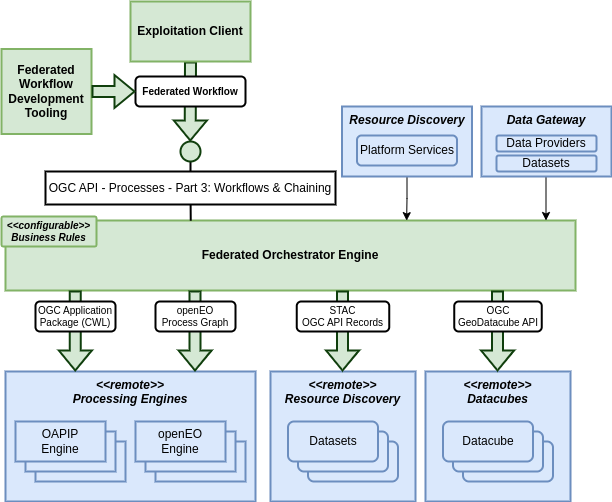 Exploitation Client
Federated
Workflow
Development
Tooling
Federated Workflow
Resource Discovery
Platform Services
Data Gateway
Data Providers
Datasets
OGC API - Processes - Part 3: Workflows & Chaining
<<configurable>>
Business Rules
Federated Orchestrator Engine
OGC Application
Package (CWL)
openEO
Process Graph
STAC
OGC API Records
OGC
GeoDatacube API
<<remote>>
Processing Engines
OAPIP
Engine
openEO
Engine
<<remote>>
Resource Discovery
Datasets
<<remote>>
Datacubes
Datacube